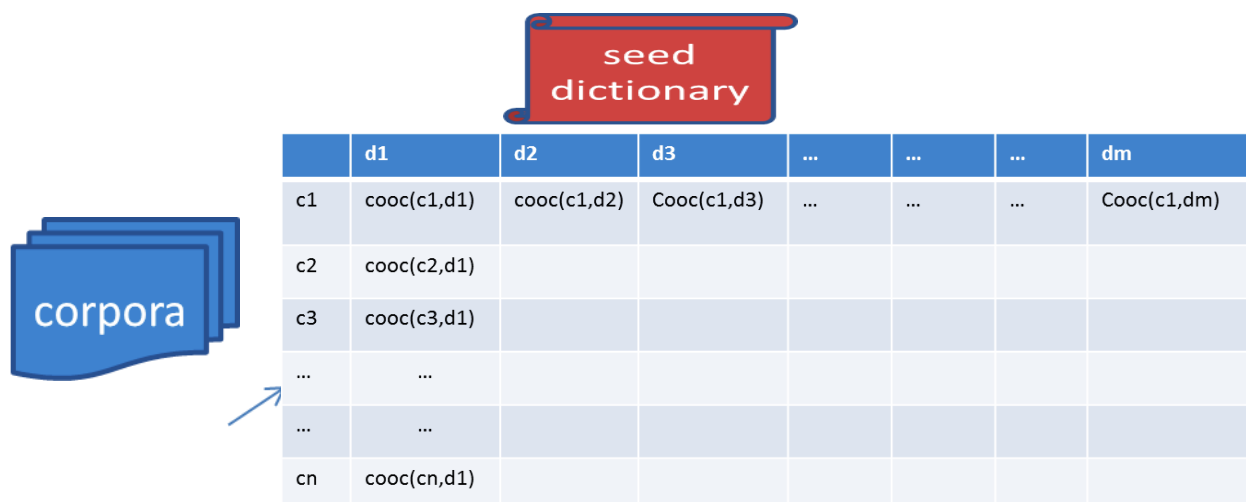 seed
dictionary
d1 d2 d3 ... ... ... dm
c1 cooc(c1,d1) cooc(c1,d2) Cooc(c1,d3) ... ... ... Cooc(c1,dm)
c2 cooc(c2,d1)
corpora
c3 cooc(c3,d1)
... ...
... ...
cn cooc(cn,d1)